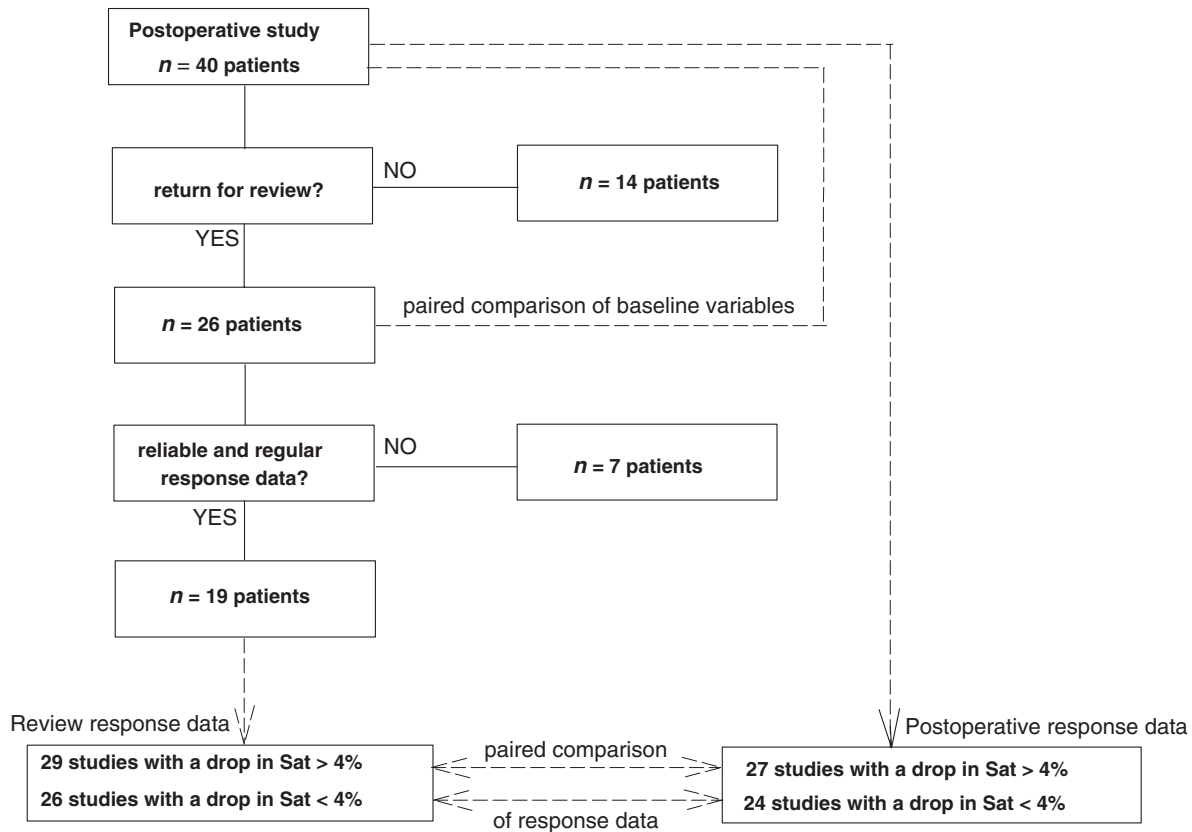 Postoperative study
n = 40 patients
return for review?
NO
n = 14 patients
YES
n = 26 patients
paired comparison of baseline variables
reliable and regular
response data?
NO
n = 7 patients
YES
n = 19 patients
Review response data
29 studies with a drop in Sat > 4%
26 studies with a drop in Sat < 4%
paired comparison
of response data
Postoperative response data
27 studies with a drop in Sat > 4%
24 studies with a drop in Sat < 4%